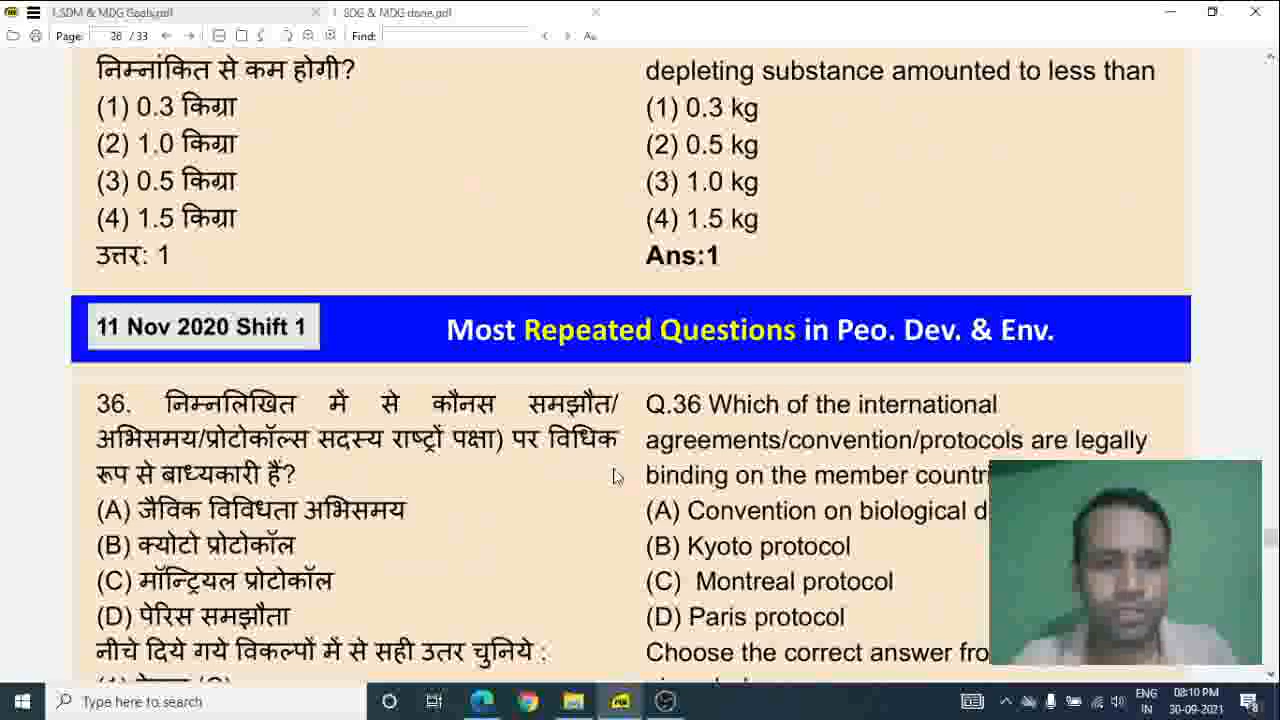 1.SDM & MDG Goals.pdf
SDG & MDG done.pdf
Page: / 33 Find:
निम्नांकित से कम होगी?
(1) 0.3 किग्रा
(2) 1.0 किग्रा
(3) 0.5 किग्रा
(4) 1.5 किग्रा
उत्तर: 1
depleting substance amounted to less than
(1) 0.3 kg
(2) 0.5 kg
(3) 1.0 kg
(4) 1.5 kg
Ans:1
11 Nov 2020 Shift 1
Most Repeated Questions in Peo. Dev. & Env.
36. निम्नलिखित में से कौनस समझौत/
अभिसमय/प्रोटोकॉल्स सदस्य राष्ट्रों पक्षा) पर विधिक
रूप से बाध्यकारी हैं?
(A) जैविक विविधता अभिसमय
(B) क्योटो प्रोटोकॉल
(C) मॉन्ट्रियल प्रोटोकॉल
(D) पेरिस समझौता
नीचे दिये गये विकल्पों में से सही उतर चुनिये :
Q.36 Which of the international
agreements/convention/protocols are legally
binding on the member countri
(A) Convention on biological d
(B) Kyoto protocol
(C) Montreal protocol
(D) Paris protocol
Choose the correct answer fro
Type here to search
ENG
IN
08:10 PM
30-09-2021